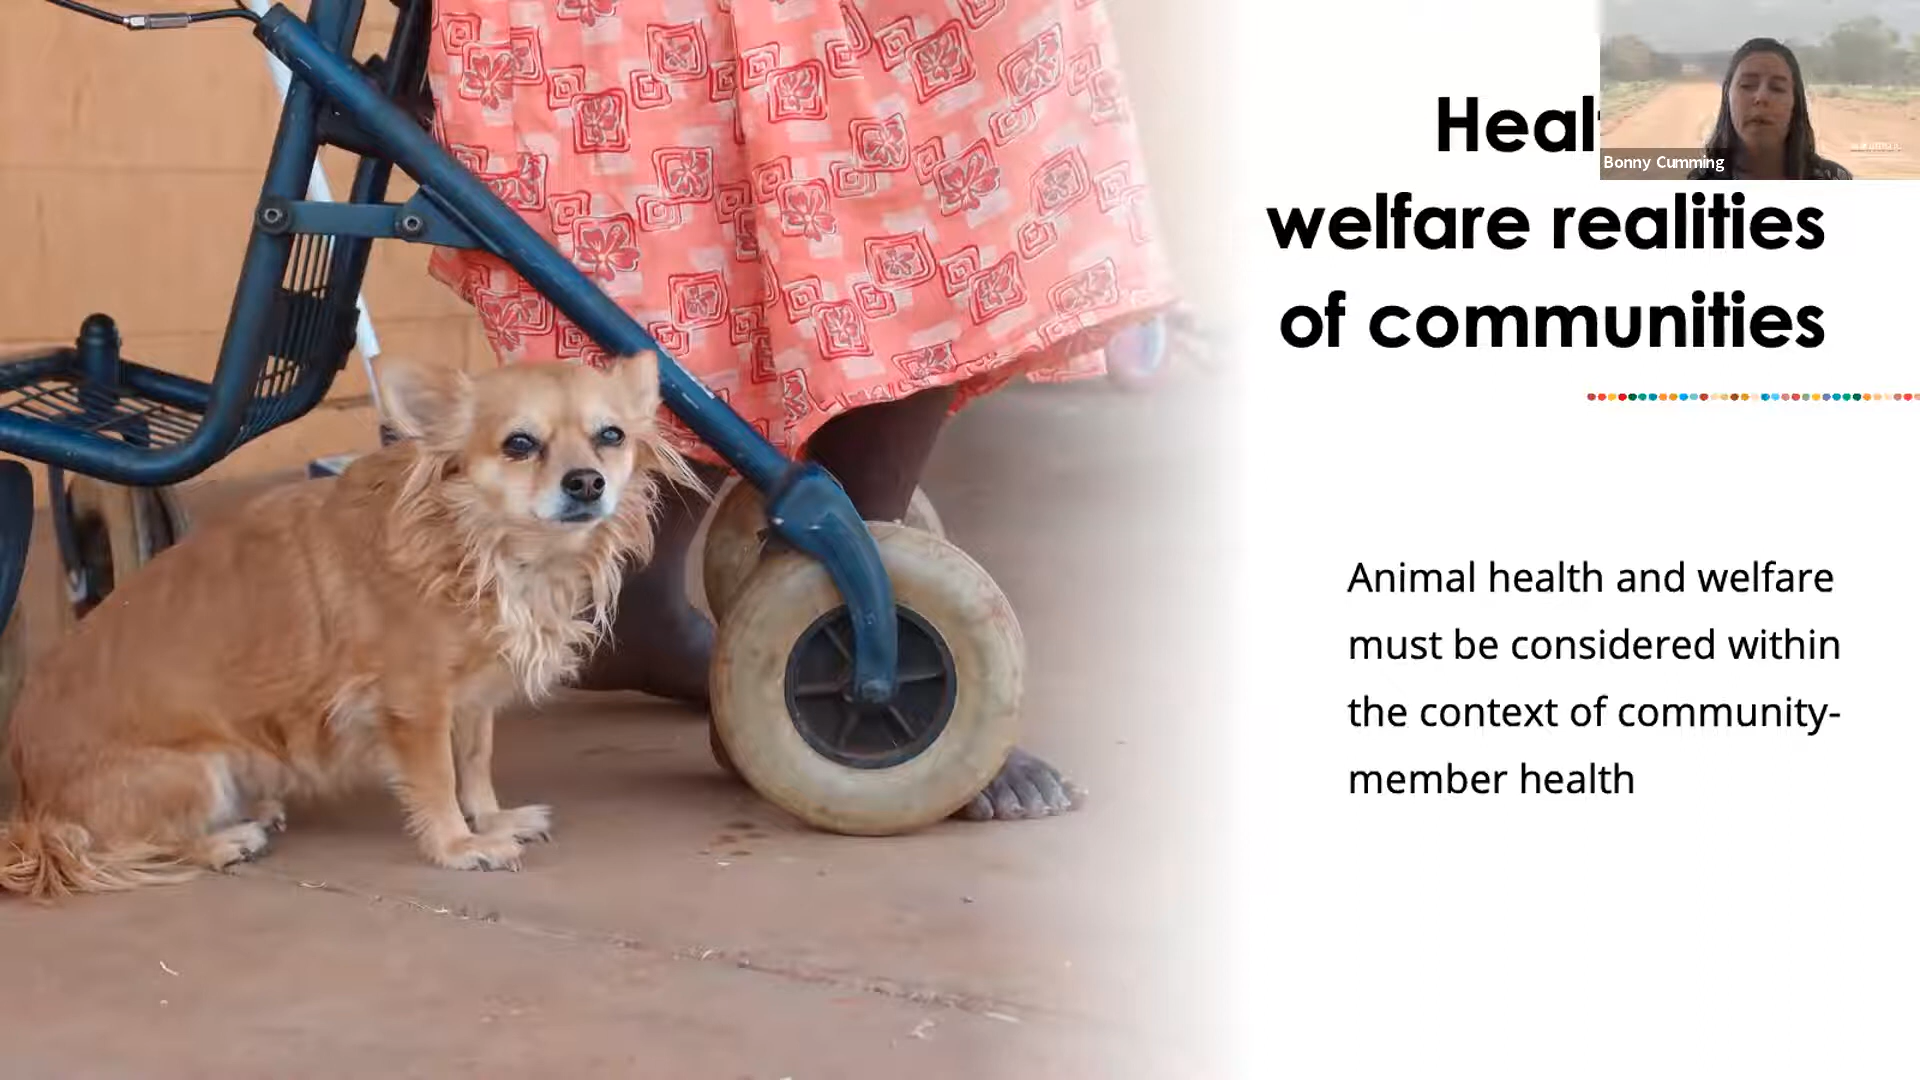 Heal
Bonny Cumming
welfare realities
of communities
Animal health and welfare
must be considered within
the context of community-
member health